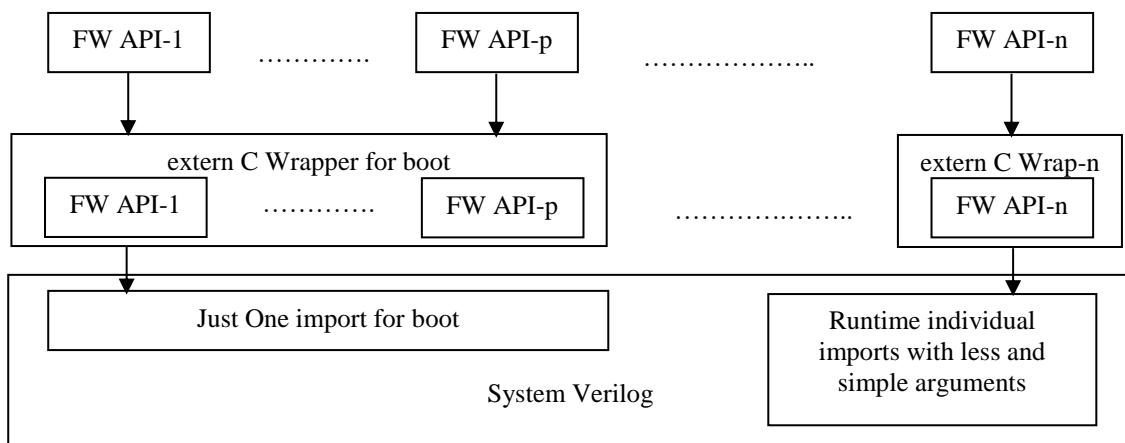 FW API-1 …………. FW API-p ……………….. FW API-n
extern C Wrapper for boot
extern C Wrap-n
FW API-1 …………. FW API-p ………….…….. FW API-n
Just One import for boot
Runtime individual
imports with less and
simple arguments
System Verilog